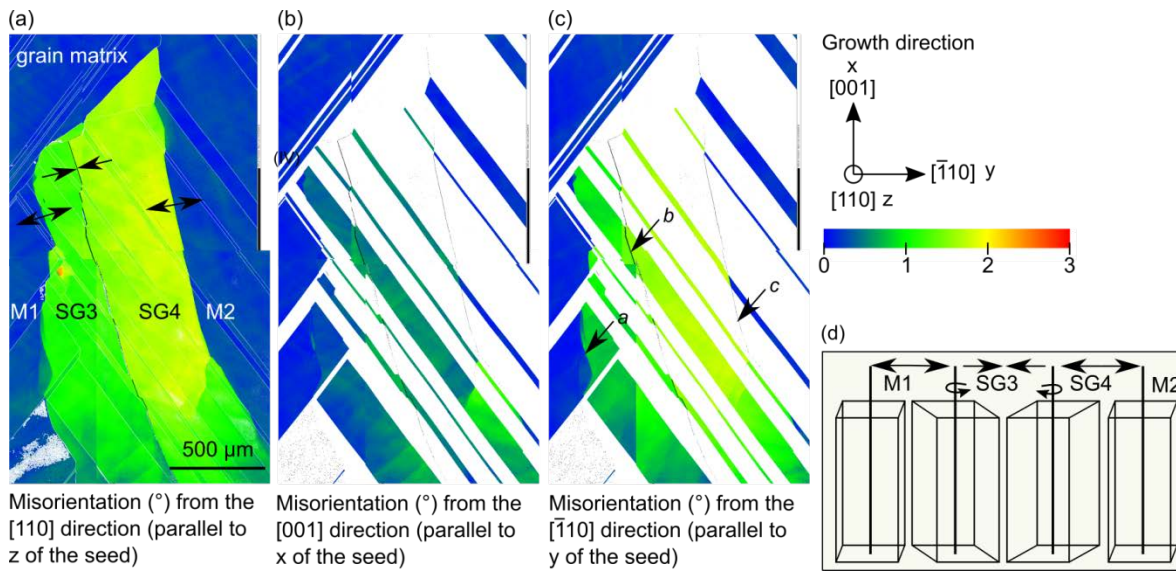 (a)
(b)
(c)
grain matrix
(IV)
M1
SG3
SG4
M2
500 µm
b
c
a
Growth direction
x
[001]
[1̅10] y
[110] z
0 1 2 3
(d)
M1
SG3
SG4
M2
Misorientation (°) from the
[110] direction (parallel to
z of the seed)
Misorientation (°) from the
[001] direction (parallel to
x of the seed)
Misorientation (°) from the
[1̅10] direction (parallel to
y of the seed)